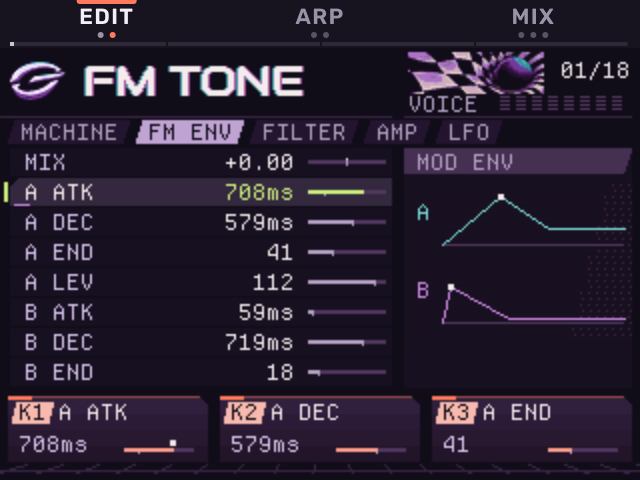 EDIT ARP MIX
FM TONE
01/18
VOICE
MACHINE FM ENV FILTER AMP LFO
MIX +0.00
MOD ENV
A ATK 708ms
A DEC 579ms
A
A END 41
A LEV 112
B
B ATK 59ms
B DEC 719ms
B END 18
K1 A ATK
708ms
K2 A DEC
579ms
K3 A END
41